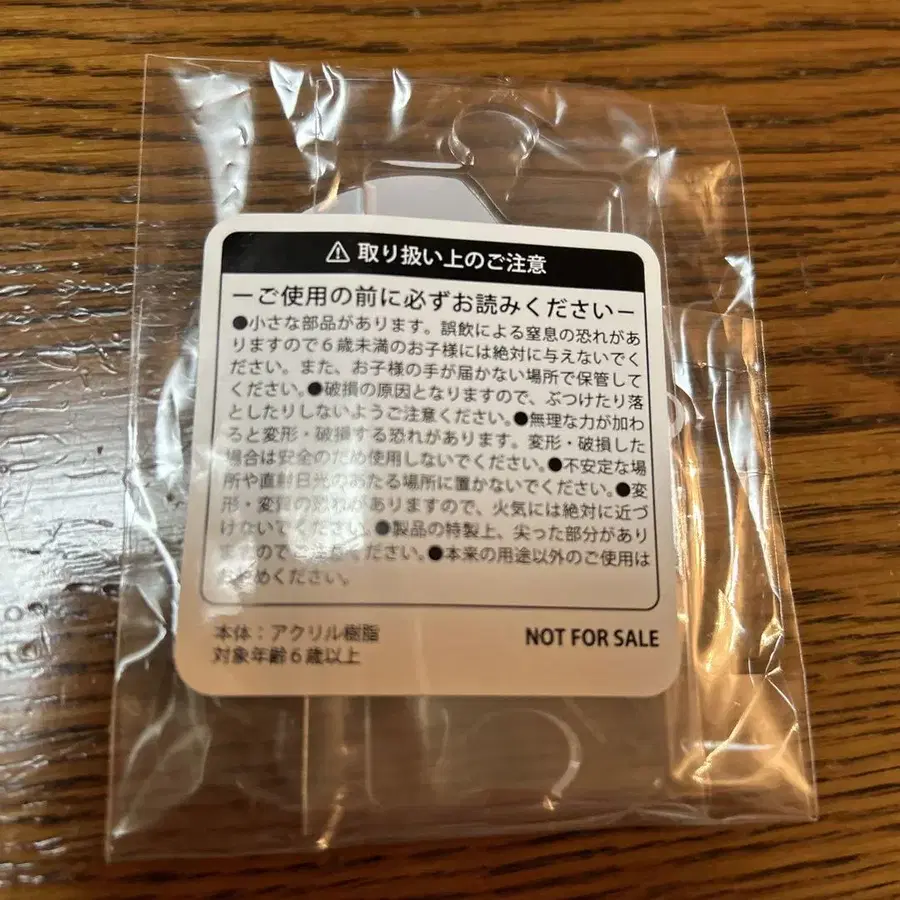 ⚠ 取り扱い上のご注意
ーご使用の前に必ずお読みくださいー
●小さな部品があります。誤飲による窒息の恐れがあ
りますので6歳未満のお子様には絶対に与えないでく
ださい。また、お子様の手が届かない場所で保管して
ください。●破損の原因となりますので、ぶつけたり落
としたりしないようご注意ください。●無理な力が加わ
ると変形・破損する恐れがあります。変形・破損した
場合は安全のため使用しないでください。●不安定な場
所や直射日光のあたる場所に置かないでください。●変
形・変質の恐れがありますので、火気には絶対に近づ
けないでください。●製品の特製上、尖った部分があり
ますのでご注意ください。●本来の用途以外のご使用は
おやめください。
本体：アクリル樹脂
対象年齢6歳以上
NOT FOR SALE